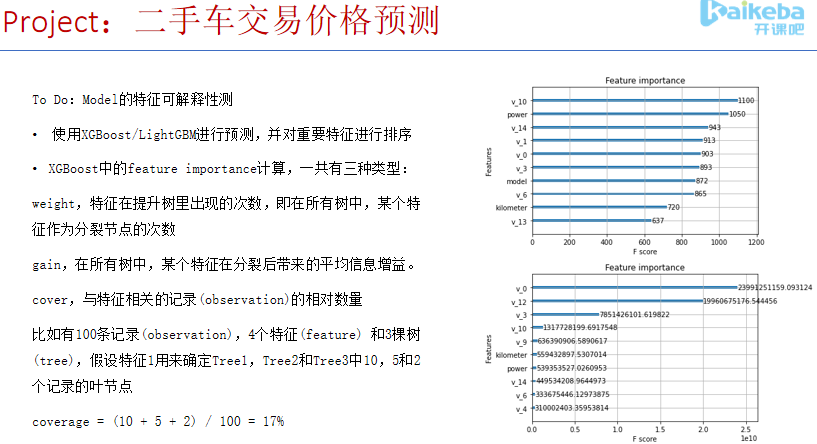 Project：二手车交易价格预测
Kaikeba
开课吧
To Do：Model的特征可解释性测
• 使用XGBoost/LightGBM进行预测，并对重要特征进行排序
• XGBoost中的feature importance计算，一共有三种类型：
weight，特征在提升树里出现的次数，即在所有树中，某个特
征作为分裂节点的次数
gain，在所有树中，某个特征在分裂后带来的平均信息增益。
cover，与特征相关的记录(observation)的相对数量
比如有100条记录(observation)，4个特征(feature) 和3棵树
(tree)，假设特征1用来确定Tree1，Tree2和Tree3中10，5和2
个记录的叶节点
coverage = (10 + 5 + 2) / 100 = 17%
Feature importance
Features
v_10 1100
power 1050
v_14 943
v_1 913
v_0 903
v_3 893
model 872
v_6 865
kilometer 720
v_13 637
0 200 400 600 800 1000 1200
F score
Feature importance
Features
v_0 23991251159.093124
v_12 19960675176.544456
v_3 7851426101.619822
v_10 1317728199.6917548
v_9 636390906.5890617
kilometer 559432897.5307014
power 539353527.0260953
v_14 449534208.9644973
v_6 333675446.12973875
v_4 310002403.35953814
0.0 0.5 1.0 1.5 2.0 2.5
1e10
F score